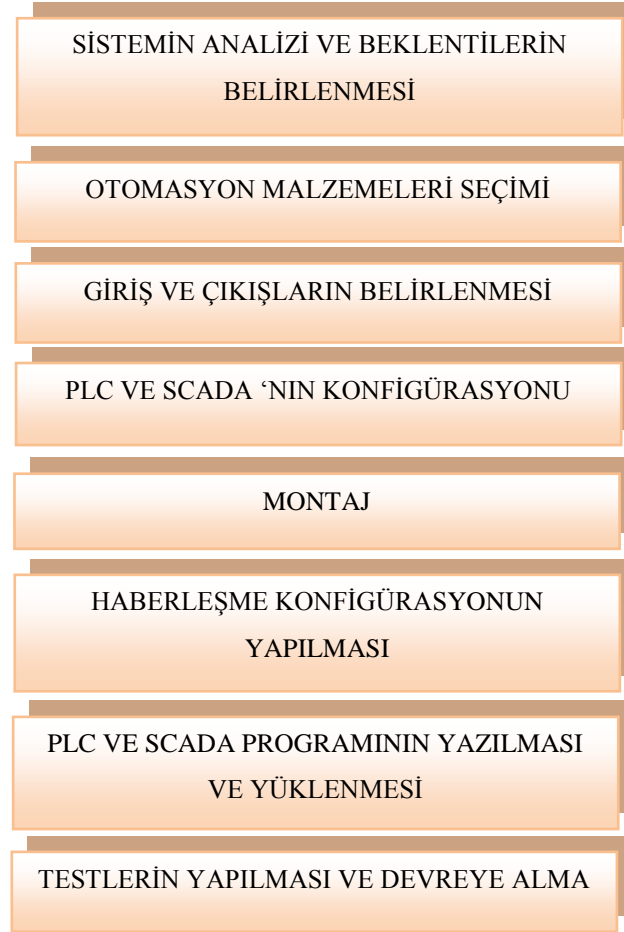 SİSTEMİN ANALİZİ VE BEKLENTİLERİN
BELİRLENMESİ
OTOMASYON MALZEMELERİ SEÇİMİ
GİRİŞ VE ÇIKIŞLARIN BELİRLENMESİ
PLC VE SCADA ‘NIN KONFİGÜRASYONU
MONTAJ
HABERLEŞME KONFİGÜRASYONUN
YAPILMASI
PLC VE SCADA PROGRAMININ YAZILMASI
VE YÜKLENMESİ
TESTLERİN YAPILMASI VE DEVREYE ALMA